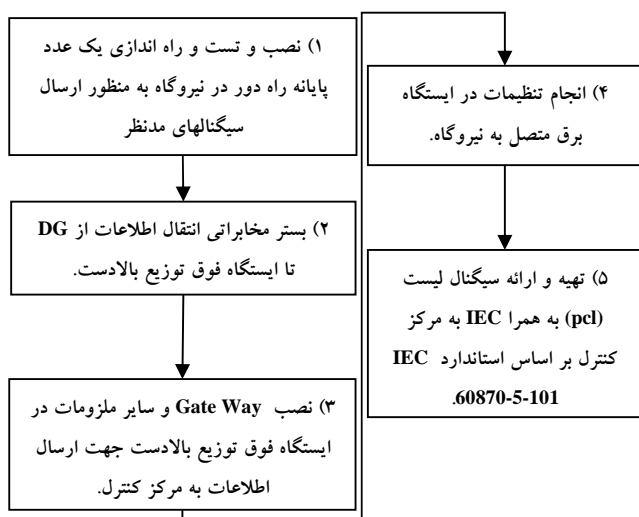 ۱) نصب و تست و راه اندازی یک عدد
پایانه راه دور در نیروگاه به منظور ارسال
سیگنالهای مدنظر
۲) بستر مخابراتی انتقال اطلاعات از DG
تا ایستگاه فوق توزیع بالادست.
۳) نصب Gate Way و سایر ملزومات در
ایستگاه فوق توزیع بالادست جهت ارسال
اطلاعات به مرکز کنترل.
۴) انجام تنظیمات در ایستگاه
برق متصل به نیروگاه.
۵) تهیه و ارائه سیگنال لیست
(pcl) به همرا IEC به مرکز
کنترل بر اساس استاندارد IEC
60870-5-101.